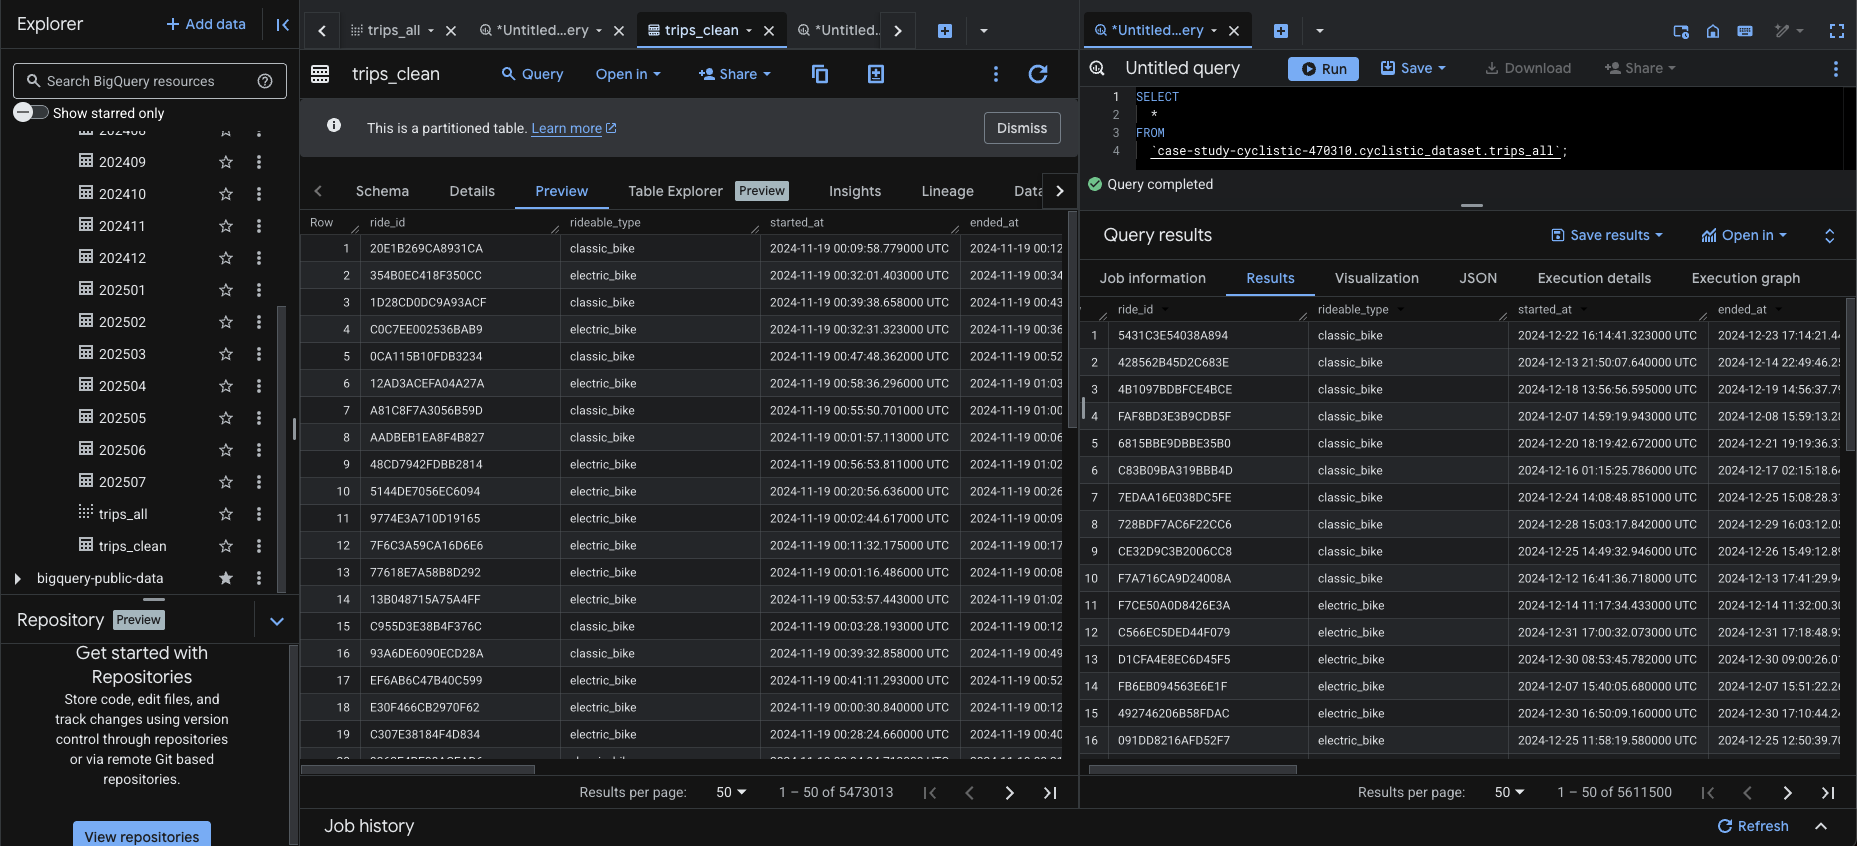 Explorer
+ Add data
Search BigQuery resources
Show starred only
202408
202409
202410
202411
202412
202501
202502
202503
202504
202505
202506
202507
trips_all
trips_clean
bigquery-public-data
Repository Preview
Get started with
Repositories
Store code, edit files, and
track changes using version
control through repositories
or via remote Git based
repositories.
View repositories
trips_all
*Untitled...ery
trips_clean
*Untitled..
trips_clean
Query
Open in
Share
This is a partitioned table. Learn more
Dismiss
Schema Details Preview Table Explorer Preview Insights Lineage Data
Row ride_id rideable_type started_at ended_at
1 20E1B269CA8931CA classic_bike 2024-11-19 00:09:58.779000 UTC 2024-11-19 00:12
2 354B0EC418F350CC electric_bike 2024-11-19 00:32:01.403000 UTC 2024-11-19 00:34
3 1D28CD0DC9A93ACF classic_bike 2024-11-19 00:39:38.658000 UTC 2024-11-19 00:43
4 C0C7EE002536BAB9 electric_bike 2024-11-19 00:32:31.323000 UTC 2024-11-19 00:36
5 0CA115B10FDB3234 classic_bike 2024-11-19 00:47:48.362000 UTC 2024-11-19 00:52
6 12AD3ACEFA04A27A electric_bike 2024-11-19 00:58:36.296000 UTC 2024-11-19 01:03
7 A81C8F7A3056B59D classic_bike 2024-11-19 00:55:50.701000 UTC 2024-11-19 01:00
8 AADBEB1EA8F4B827 classic_bike 2024-11-19 00:01:57.113000 UTC 2024-11-19 00:06
9 48CD7942FDBB2814 electric_bike 2024-11-19 00:56:53.811000 UTC 2024-11-19 01:02
10 5144DE7056EC6094 electric_bike 2024-11-19 00:20:56.636000 UTC 2024-11-19 00:26
11 9774E3A710D19165 electric_bike 2024-11-19 00:02:44.617000 UTC 2024-11-19 00:09
12 7F6C3A59CA16D6E6 electric_bike 2024-11-19 00:11:32.175000 UTC 2024-11-19 00:17
13 77618E7A58B8D292 electric_bike 2024-11-19 00:01:16.486000 UTC 2024-11-19 00:08
14 13B048715A75A4FF electric_bike 2024-11-19 00:53:57.443000 UTC 2024-11-19 01:02
15 C955D3E38B4F376C classic_bike 2024-11-19 00:03:28.193000 UTC 2024-11-19 00:12
16 93A6DE6090ECD28A classic_bike 2024-11-19 00:39:32.858000 UTC 2024-11-19 00:49
17 EF6AB6C47B40C599 electric_bike 2024-11-19 00:41:11.293000 UTC 2024-11-19 00:52
18 E30F466CB2970F62 electric_bike 2024-11-19 00:00:30.840000 UTC 2024-11-19 00:12
19 C307E38184F4D834 electric_bike 2024-11-19 00:28:24.660000 UTC 2024-11-19 00:40
Results per page: 50 1 – 50 of 5473013
*Untitled...ery
Untitled query
Run
Save
Download
Share
1 SELECT
2 *
3 FROM
4 `case-study-cyclistic-470310.cyclistic_dataset.trips_all`;
Query completed
Query results
Save results
Open in
Job information Results Visualization JSON Execution details Execution graph
ride_id rideable_type started_at ended_at
1 5431C3E54038A894 classic_bike 2024-12-22 16:14:41.323000 UTC 2024-12-23 17:14:21.4
2 428562B45D2C683E classic_bike 2024-12-13 21:50:07.640000 UTC 2024-12-14 22:49:46.2
3 4B1097BDBFCE4BCE classic_bike 2024-12-18 13:56:56.595000 UTC 2024-12-19 14:56:37.7
4 FAF8BD3E3B9CDB5F classic_bike 2024-12-07 14:59:19.943000 UTC 2024-12-08 15:59:13.2
5 6815BBE9DBBE35B0 classic_bike 2024-12-20 18:19:42.672000 UTC 2024-12-21 19:19:36.3
6 C83B09BA319BBB4D classic_bike 2024-12-16 01:15:25.786000 UTC 2024-12-17 02:15:18.6
7 7EDAA16E038DC5FE classic_bike 2024-12-24 14:08:48.851000 UTC 2024-12-25 15:08:28.3
8 728BDF7AC6F22CC6 classic_bike 2024-12-28 15:03:17.842000 UTC 2024-12-29 16:03:12.0
9 CE32D9C3B2006CC8 classic_bike 2024-12-25 14:49:32.946000 UTC 2024-12-26 15:49:12.8
10 F7A716CA9D24008A classic_bike 2024-12-12 16:41:36.718000 UTC 2024-12-13 17:41:29.9
11 F7CE50A0D8426E3A electric_bike 2024-12-14 11:17:34.433000 UTC 2024-12-14 11:32:00.3
12 C566EC5DED44F079 electric_bike 2024-12-31 17:00:32.073000 UTC 2024-12-31 17:18:48.9
13 D1CFA4E8EC6D45F5 electric_bike 2024-12-30 08:53:45.782000 UTC 2024-12-30 09:00:26.0
14 FB6EB094563E6E1F electric_bike 2024-12-07 15:40:05.680000 UTC 2024-12-07 15:51:22.2
15 492746206B58FDAC electric_bike 2024-12-30 16:50:09.160000 UTC 2024-12-30 17:10:44.2
16 091DD8216AFD52F7 electric_bike 2024-12-25 11:58:19.580000 UTC 2024-12-25 12:50:39.7
Results per page: 50 1 – 50 of 5611500
Job history
Refresh